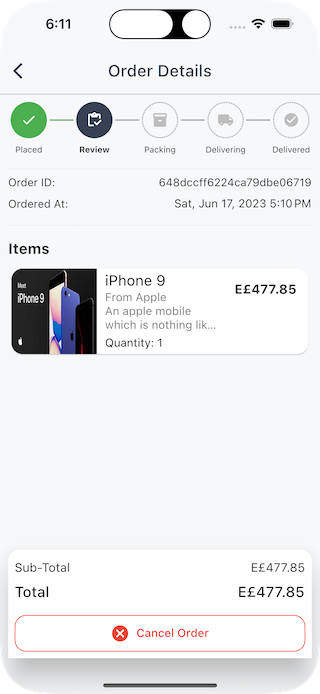 6:11
Order Details
Placed
Review
Packing
Delivering
Delivered
Order ID: 648dccff6224ca79dbe06719
Ordered At: Sat, Jun 17, 2023 5:10 PM
Items
Meet
iPhone 9
iPhone 9
From Apple
An apple mobile
which is nothing lik...
Quantity: 1
E£477.85
Sub-Total E£477.85
Total E£477.85
Cancel Order